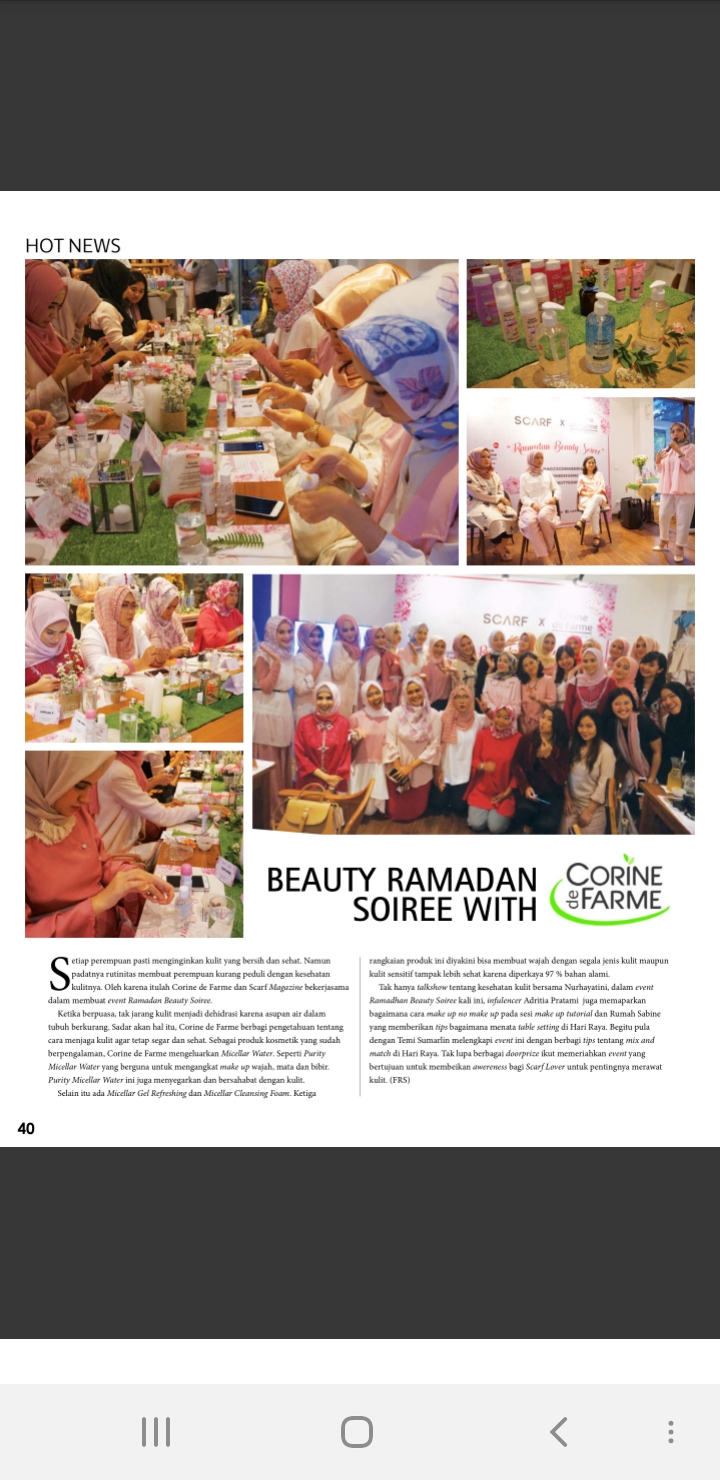 HOT NEWS
SCARF X
Ramadan Beauty Soiree
SCARF X Corine
de Farme
BEAUTY RAMADAN
SOIREE WITH
CORINE
de FARME
Setiap perempuan pasti menginginkan kulit yang bersih dan sehat. Namun
padatnya rutinitas membuat perempuan kurang peduli dengan kesehatan
kulitnya. Oleh karena itulah Corine de Farme dan Scarf Magazine bekerjasama
dalam membuat event Ramadan Beauty Soiree.
Ketika berpuasa, tak jarang kulit menjadi dehidrasi karena asupan air dalam
tubuh berkurang. Sadar akan hal itu, Corine de Farme berbagi pengetahuan tentang
cara menjaga kulit agar tetap segar dan sehat. Sebagai produk kosmetik yang sudah
berpengalaman, Corine de Farme mengeluarkan Micellar Water. Seperti Purity
Micellar Water yang berguna untuk mengangkat make up wajah, mata dan bibir.
Purity Micellar Water ini juga menyegarkan dan bersahabat dengan kulit.
Selain itu ada Micellar Gel Refreshing dan Micellar Cleansing Foam. Ketiga
rangkaian produk ini diyakini bisa membuat wajah dengan segala jenis kulit maupun
kulit sensitif tampak lebih sehat karena diperkaya 97 % bahan alami.
Tak hanya talkshow tentang kesehatan kulit bersama Nurhayatini, dalam event
Ramadhan Beauty Soiree kali ini, infulencer Adritia Pratami juga memaparkan
bagaimana cara make up no make up pada sesi make up tutorial dan Rumah Sabine
yang memberikan tips bagaimana menata table setting di Hari Raya. Begitu pula
dengan Temi Sumarlin melengkapi event ini dengan berbagi tips tentang mix and
match di Hari Raya. Tak lupa berbagai doorprize ikut memeriahkan event yang
bertujuan untuk membeikan awereness bagi Scarf Lover untuk pentingnya merawat
kulit. (FRS)
40